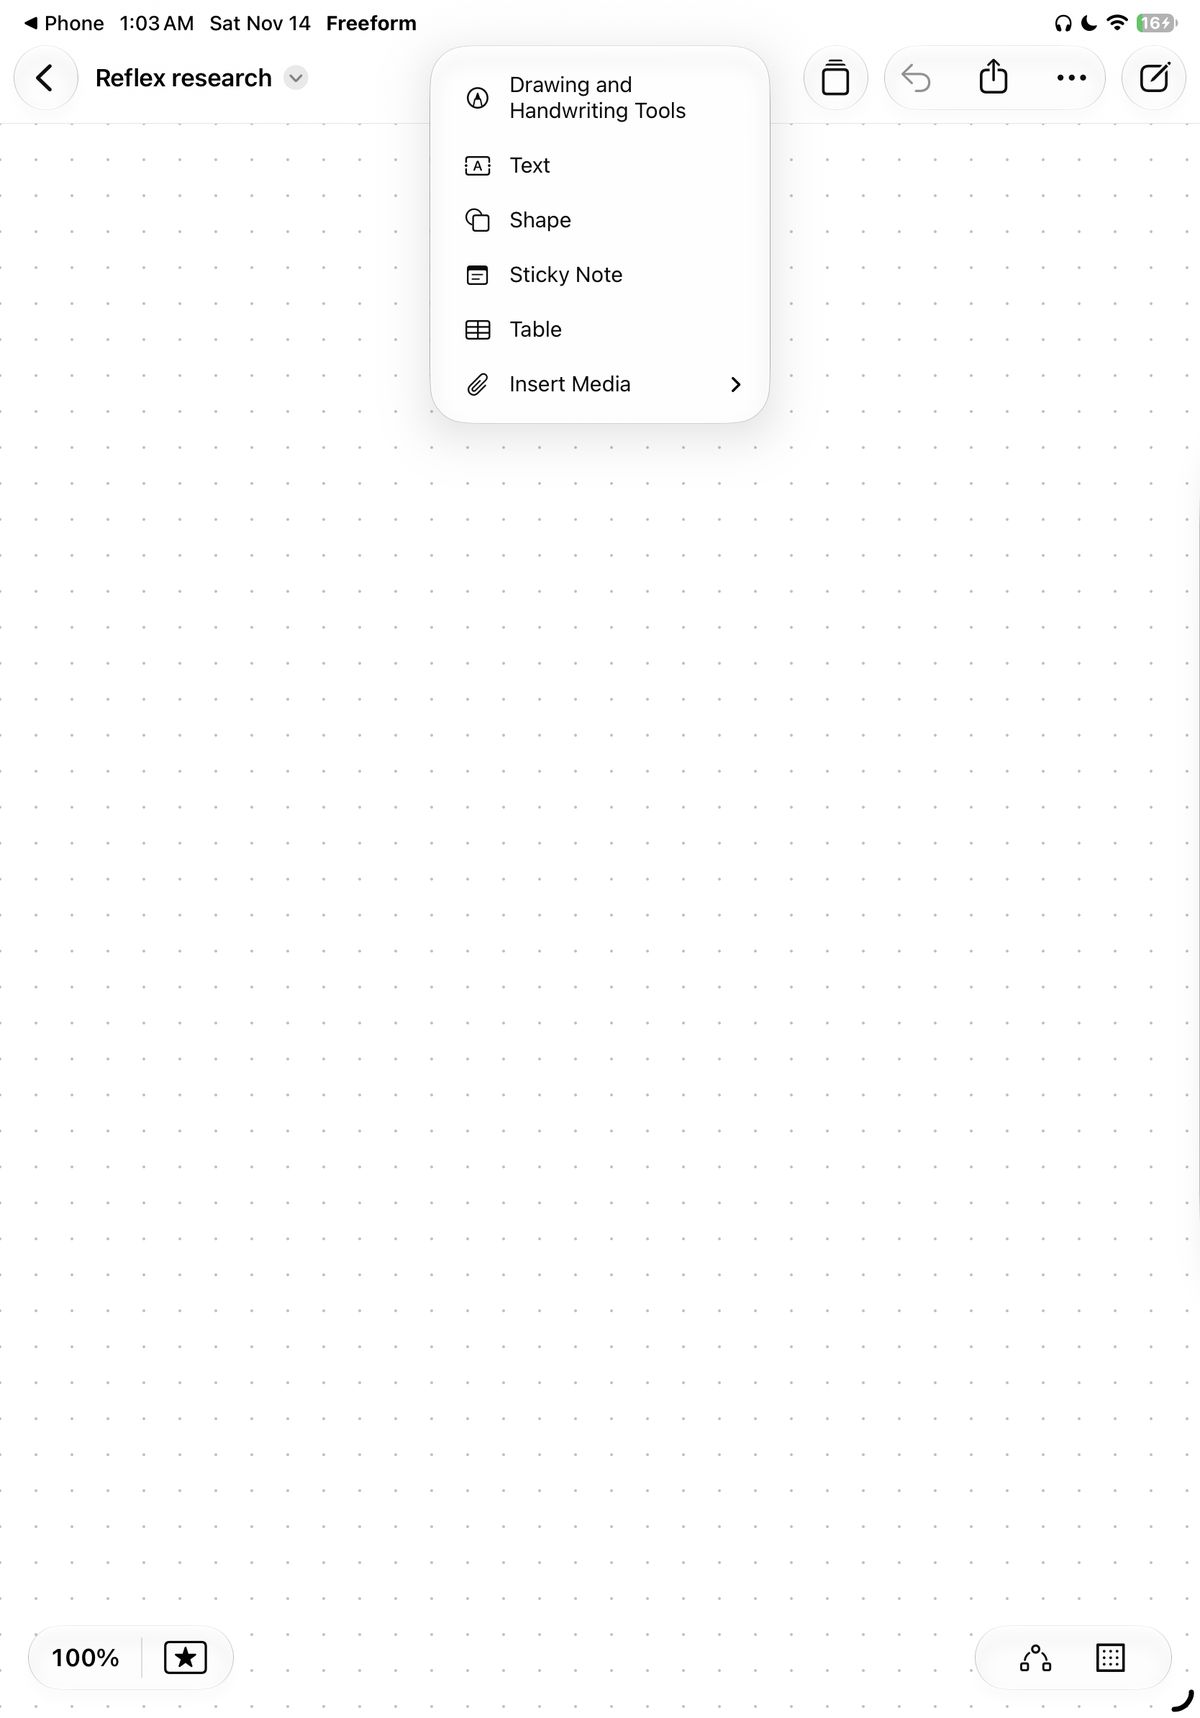 Phone 1:03 AM Sat Nov 14 Freeform 16
Reflex research
Drawing and
Handwriting Tools
Text
Shape
Sticky Note
Table
Insert Media
100%